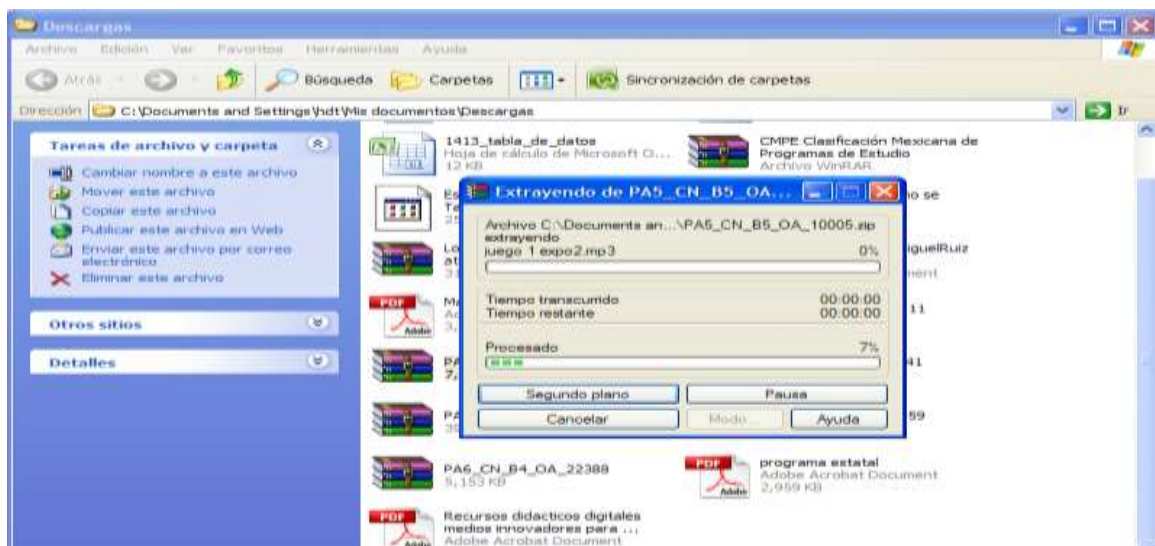 Descargas
Archivo Edición Ver Favoritos Herramientas Ayuda
Atrás Búsqueda Carpetas Sincronización de carpetas
Dirección C:\Documents and Settings\hdt\Mis documentos\Descargas Ir
Tareas de archivo y carpeta
Cambiar nombre a este archivo
Mover este archivo
Copiar este archivo
Publicar este archivo en Web
Enviar este archivo por correo
electrónico
Eliminar este archivo
Otros sitios
Detalles
1413_tabla_de_datos
Hoja de cálculo de Microsoft O...
12 KB
CMPE Clasificación Mexicana de
Programas de Estudio
Archivo WinRAR
Extrayendo de PA5_CN_B5_OA...
Archivo C:\Documents an...\PA5_CN_B5_OA_10005.zip
extrayendo
juego 1 expo2.mp3 0%
Tiempo transcurrido 00:00:00
Tiempo restante 00:00:00
Procesado 7%
Segundo plano Pausa
Cancelar Modo... Ayuda
io se
iguelRuiz
11
41
59
PA6_CN_B4_OA_22388
5,153 KB
programa estatal
Adobe Acrobat Document
2,959 KB
Recursos didacticos digitales
medios innovadores para ...
Adobe Acrobat Document